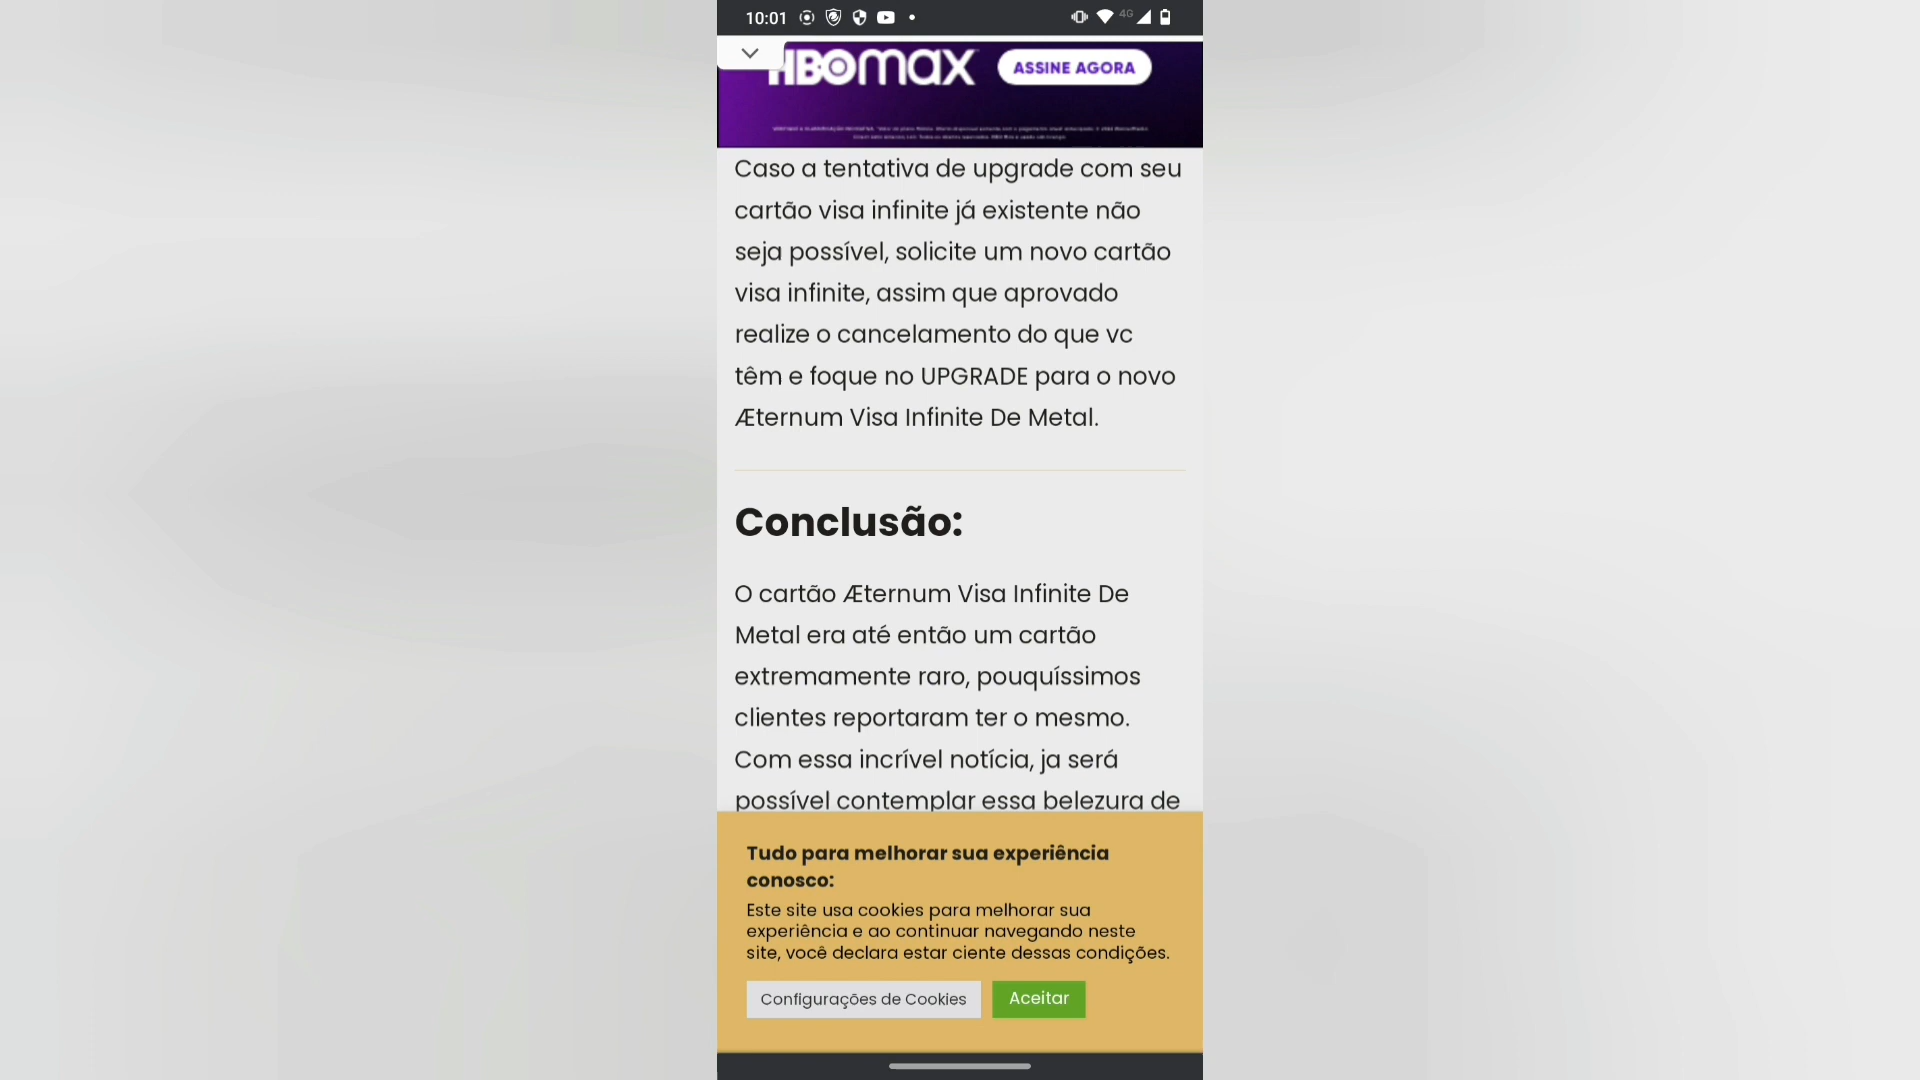 10:01
4G
HBOmax
ASSINE AGORA
Caso a tentativa de upgrade com seu
cartão visa infinite já existente não
seja possível, solicite um novo cartão
visa infinite, assim que aprovado
realize o cancelamento do que vc
têm e foque no UPGRADE para o novo
Æternum Visa Infinite De Metal.
Conclusão:
O cartão Æternum Visa Infinite De
Metal era até então um cartão
extremamente raro, pouquíssimos
clientes reportaram ter o mesmo.
Com essa incrível notícia, ja será
possível contemplar essa belezura de
Tudo para melhorar sua experiência
conosco:
Este site usa cookies para melhorar sua
experiência e ao continuar navegando neste
site, você declara estar ciente dessas condições.
Configurações de Cookies
Aceitar